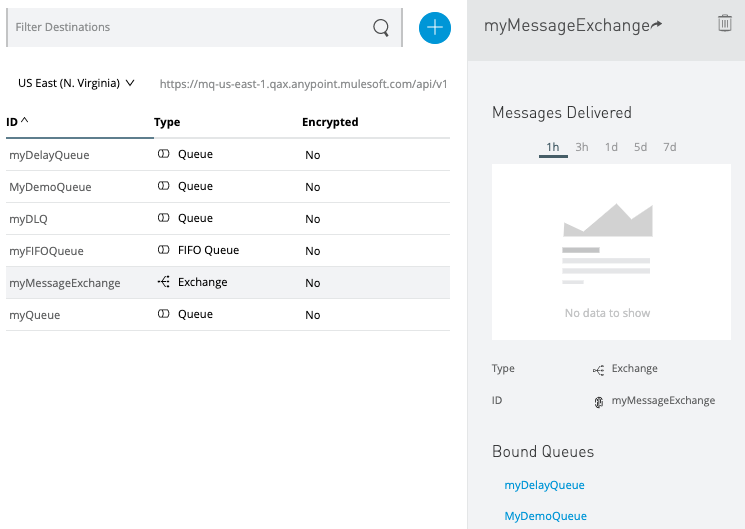 Filter Destinations
US East (N. Virginia) https://mq-us-east-1.qax.anypoint.mulesoft.com/api/v1
ID Type Encrypted
myDelayQueue Queue No
MyDemoQueue Queue No
myDLQ Queue No
myFIFOQueue FIFO Queue No
myMessageExchange Exchange No
myQueue Queue No
myMessageExchange
Messages Delivered
1h 3h 1d 5d 7d
No data to show
Type Exchange
ID myMessageExchange
Bound Queues
myDelayQueue
MyDemoQueue